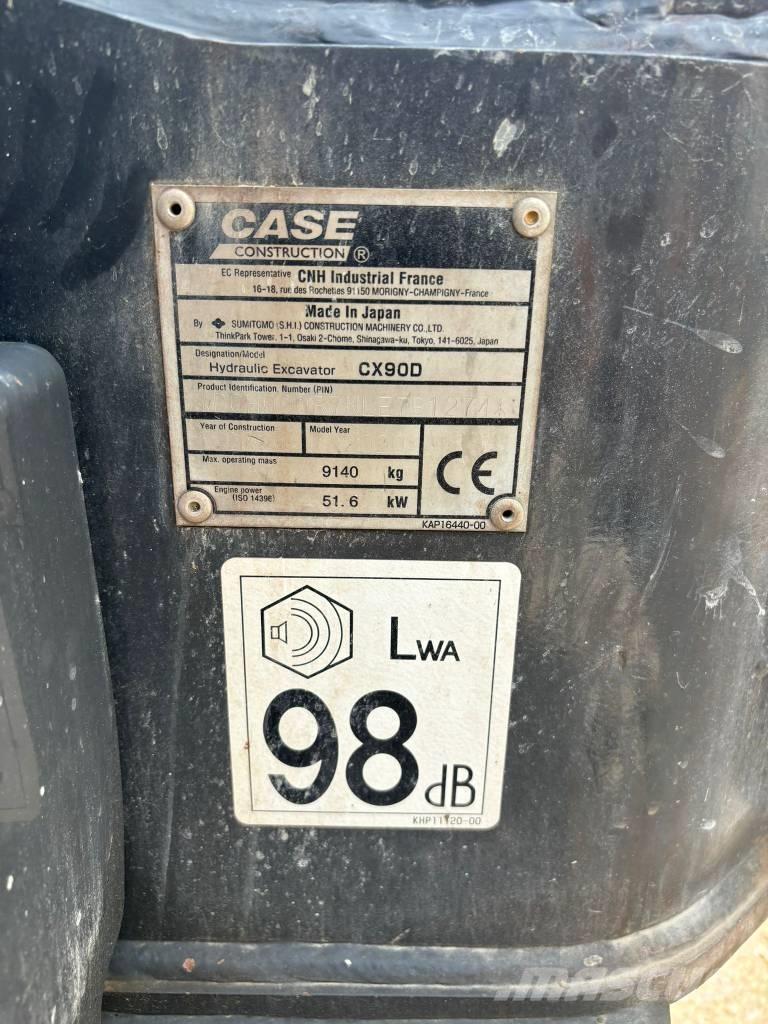 CASE
CONSTRUCTION ®
EC Representative CNH Industrial France
16-18, rue des Rochettes 91150 MORIGNY-CHAMPIGNY-France
Made In Japan
By SUMITOMO (S.H.I.) CONSTRUCTION MACHINERY CO.,LTD.
ThinkPark Tower, 1-1, Osaki 2-Chome, Shinagawa-ku, Tokyo, 141-6025, Japan
Designation/Model
Hydraulic Excavator CX90D
Product Identification Number (PIN)
Year of Construction Model Year
Max. operating mass 9140 kg
Engine power (ISO 14396) 51.6 kW
CE
KAP16440-00
LWA
98 dB
KHP11120-00